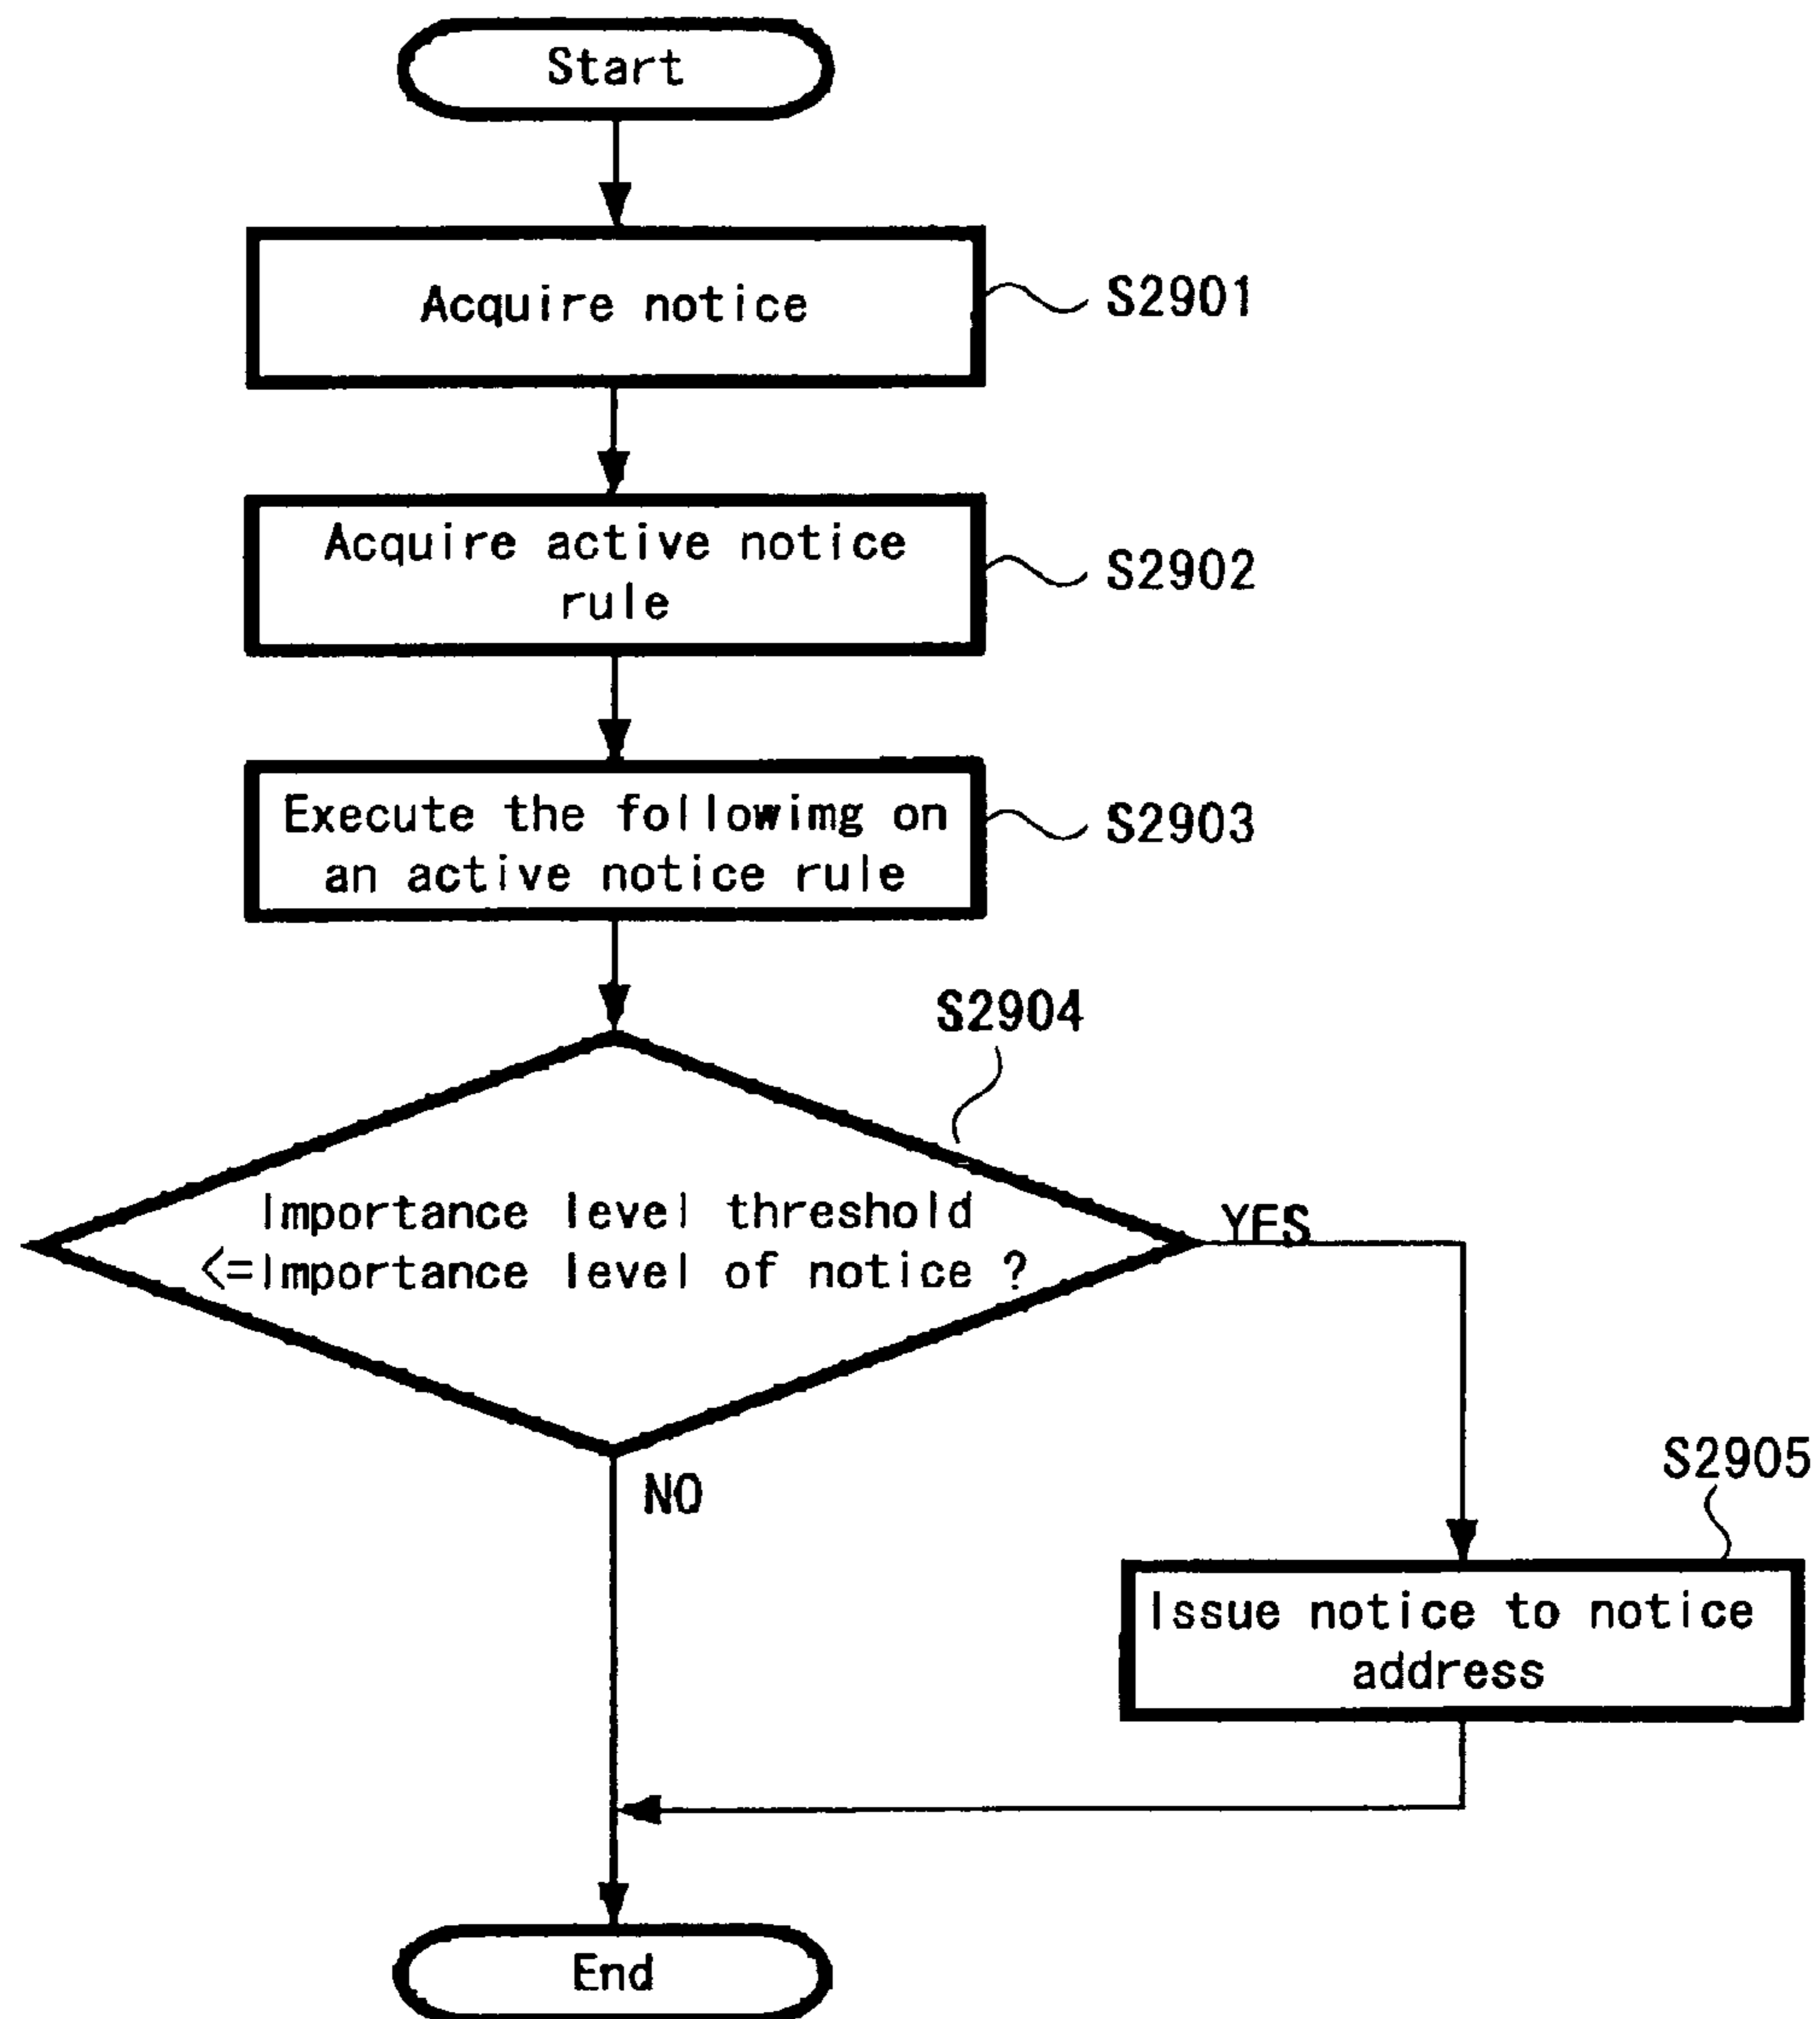 Start
Acquire notice
S2901
Acquire active notice
rule
S2902
Execute the followimg on
an active notice rule
S2903
S2904
Importance level threshold
<=Importance level of notice ?
YES
NO
S2905
Issue notice to notice
address
End